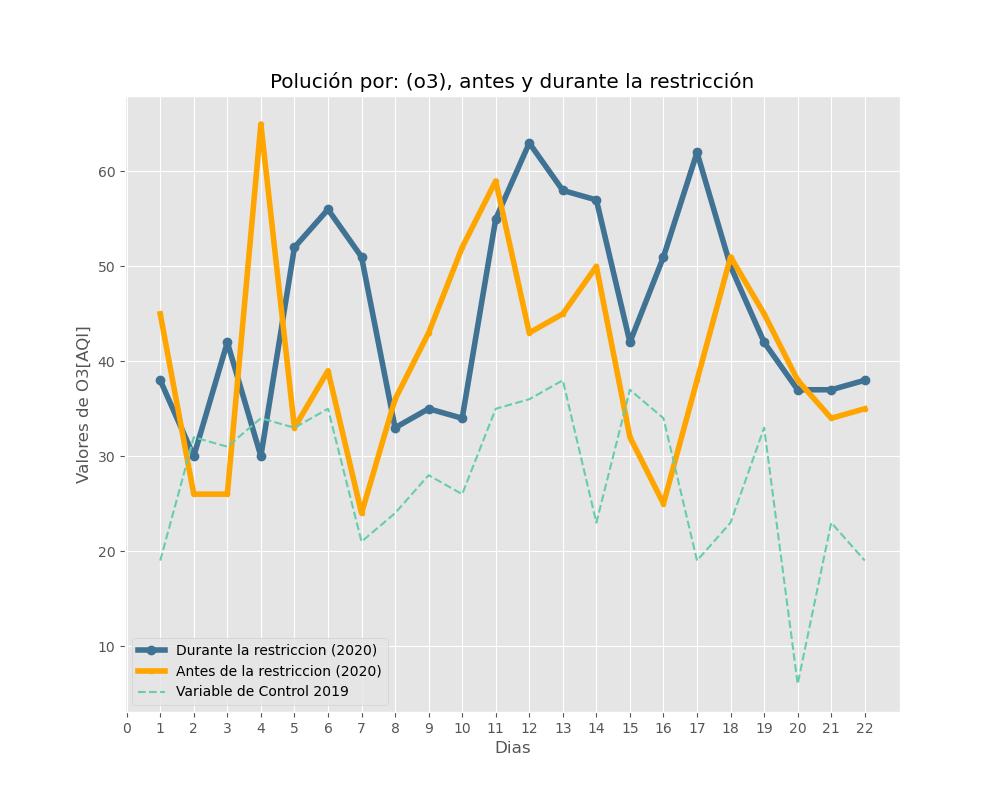 Polución por: (o3), antes y durante la restricción
Valores de O3[AQI]
60
50
40
30
20
10
Durante la restriccion (2020)
Antes de la restriccion (2020)
Variable de Control 2019
0 1 2 3 4 5 6 7 8 9 10 11 12 13 14 15 16 17 18 19 20 21 22
Dias